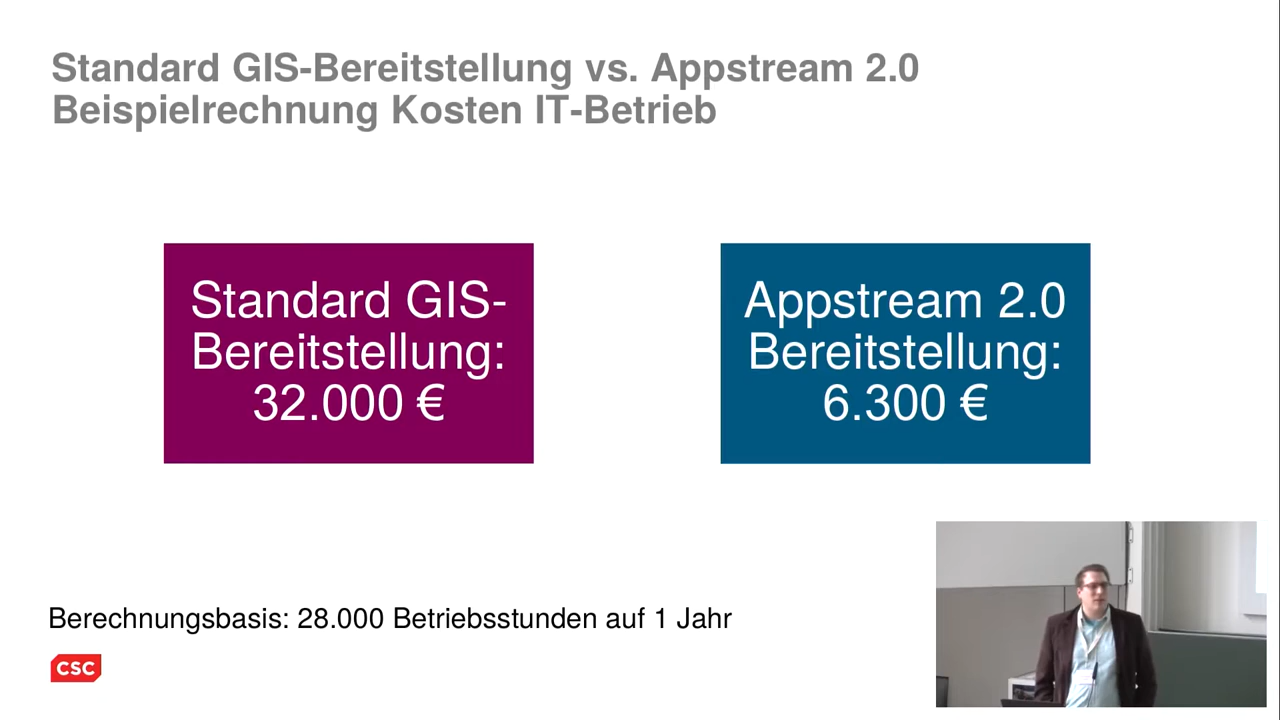 Standard GIS-Bereitstellung vs. Appstream 2.0
Beispielrechnung Kosten IT-Betrieb
Standard GIS-
Bereitstellung:
32.000 €
Appstream 2.0
Bereitstellung:
6.300 €
Berechnungsbasis: 28.000 Betriebsstunden auf 1 Jahr
CSC